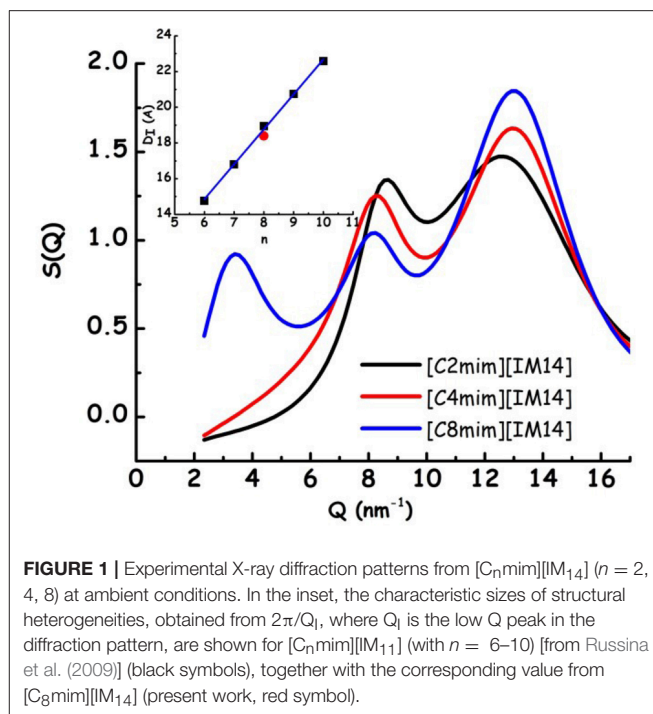 24
22
20
18
16
14
D_I (A)
5 6 7 8 9 10 11
n
2.0
1.5
1.0
0.5
0.0
S(Q)
[C2mim][IM14]
[C4mim][IM14]
[C8mim][IM14]
0 2 4 6 8 10 12 14 16
Q (nm⁻¹)
FIGURE 1 | Experimental X-ray diffraction patterns from [CₙmIm][IM₁₄] (n = 2,
4, 8) at ambient conditions. In the inset, the characteristic sizes of structural
heterogeneities, obtained from 2π/Q_I, where Q_I is the low Q peak in the
diffraction pattern, are shown for [Cₙmim][IM₁₁] (with n = 6–10) [from Russina
et al. (2009)] (black symbols), together with the corresponding value from
[C₈mim][IM₁₄] (present work, red symbol).